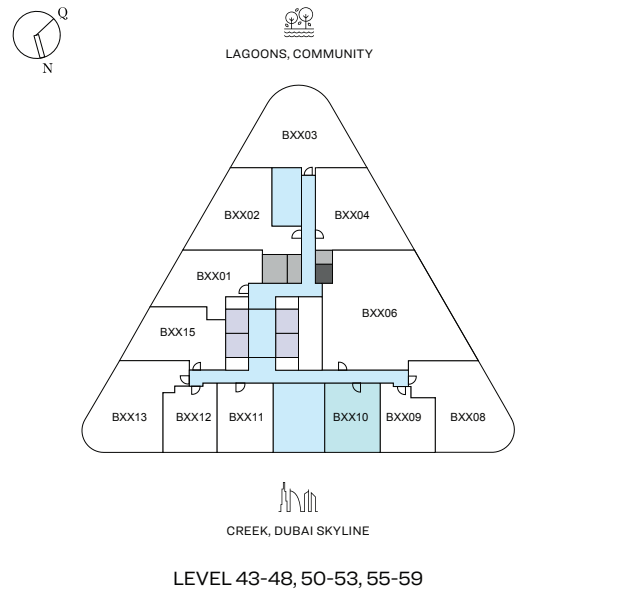 Q
N
LAGOONS, COMMUNITY
BXX03
BXX02
BXX04
BXX01
BXX06
BXX15
BXX13
BXX12
BXX11
BXX10
BXX09
BXX08
CREEK, DUBAI SKYLINE
LEVEL 43-48, 50-53, 55-59